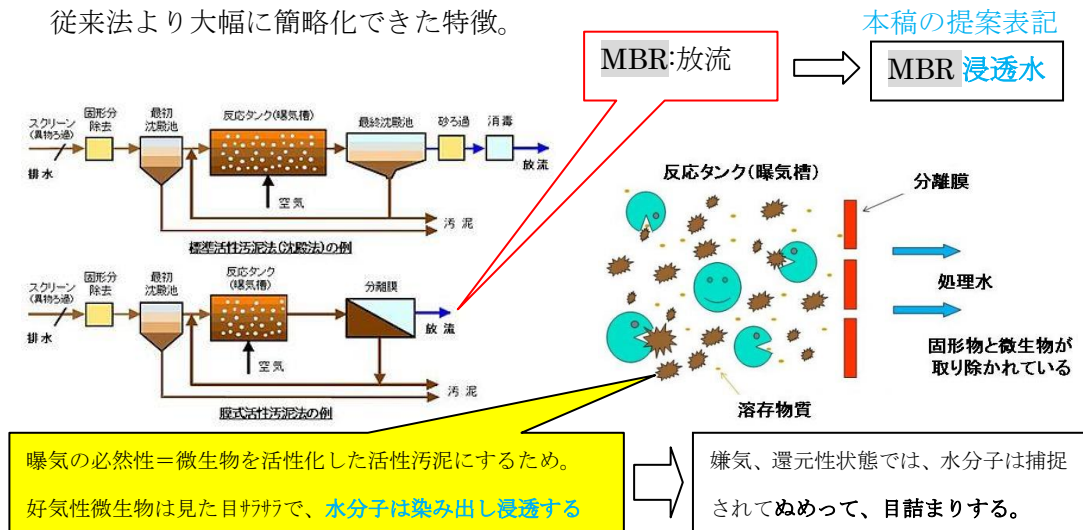 従来法より大幅に簡略化できた特徴。
本稿の提案表記
MBR:放流
MBR 浸透水
スクリーン
(異物ろ過)
排水
固形分
除去
最初
沈殿池
反応タンク(曝気槽)
最終沈殿池
砂ろ過
消毒
放流
空気
汚泥
標準活性汚泥法(沈殿法)の例
スクリーン
(異物ろ過)
排水
固形分
除去
最初
沈殿池
反応タンク
(曝気槽)
分離膜
放流
空気
汚泥
膜式活性汚泥法の例
反応タンク(曝気槽)
分離膜
処理水
固形物と微生物が
取り除かれている
溶存物質
曝気の必然性=微生物を活性化した活性汚泥にするため。
好気性微生物は見た目ｻﾗｻﾗで、水分子は染み出し浸透する
嫌気、還元性状態では、水分子は捕捉
されてぬめって、目詰まりする。